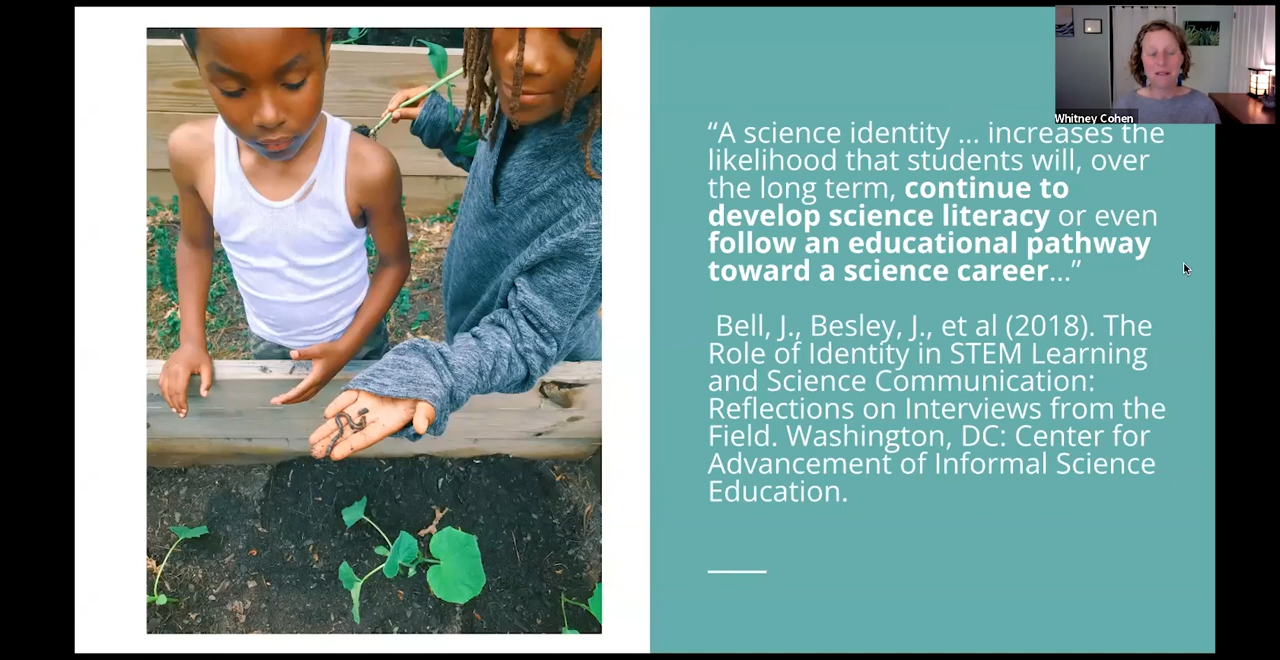 Whitney Cohen
“A science identity ... increases the
likelihood that students will, over
the long term, continue to
develop science literacy or even
follow an educational pathway
toward a science career...”
Bell, J., Besley, J., et al (2018). The
Role of Identity in STEM Learning
and Science Communication:
Reflections on Interviews from the
Field. Washington, DC: Center for
Advancement of Informal Science
Education.